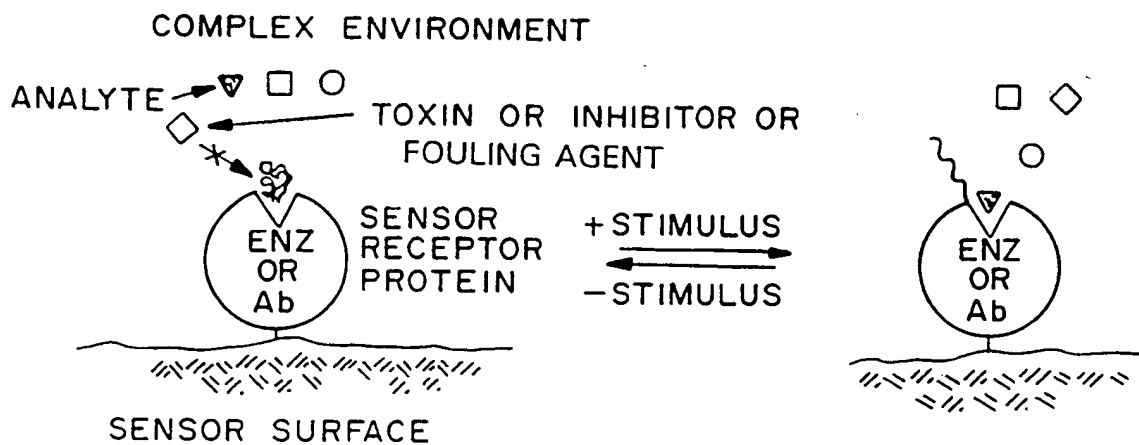 COMPLEX ENVIRONMENT
ANALYTE
TOXIN OR INHIBITOR OR
FOULING AGENT
SENSOR
RECEPTOR
PROTEIN
ENZ
OR
Ab
+STIMULUS
−STIMULUS
ENZ
OR
Ab
SENSOR SURFACE